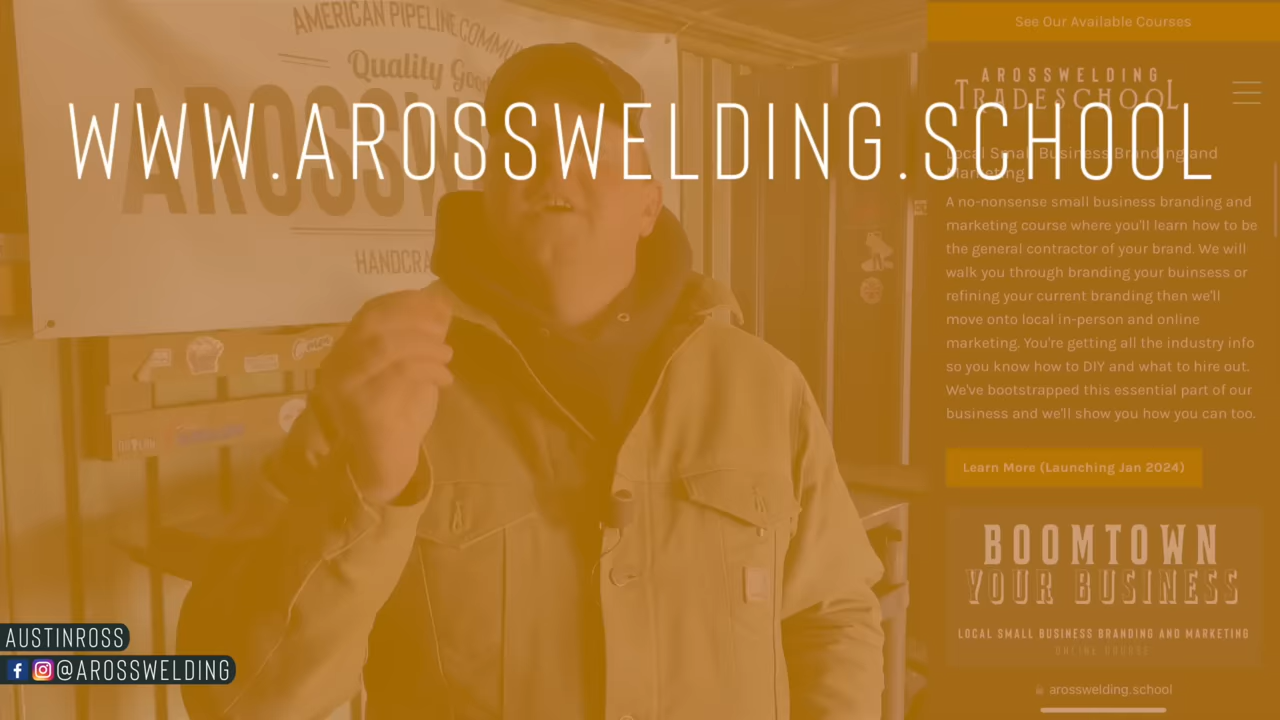 See Our Available Courses
AMERICAN PIPELINE
Quality
AROSSW
AROSSWELDING
TRADESCHOOL
WWW.AROSSWELDING.SCHOOL
Local Small Business Branding and
Marketing
A no-nonsense small business branding and
marketing course where you'll learn how to be
the general contractor of your brand. We will
walk you through branding your buinsess or
refining your current branding then we'll
move onto local in-person and online
marketing. You're getting all the industry info
so you know how to DIY and what to hire out.
We've bootstrapped this essential part of our
business and we'll show you how you can too.
HANDCRA
Learn More (Launching Jan 2024)
BOOMTOWN
YOUR BUSINESS
LOCAL SMALL BUSINESS BRANDING AND MARKETING
ONLINE COURSE
arosswelding.school
AUSTINROSS
@AROSSWELDING